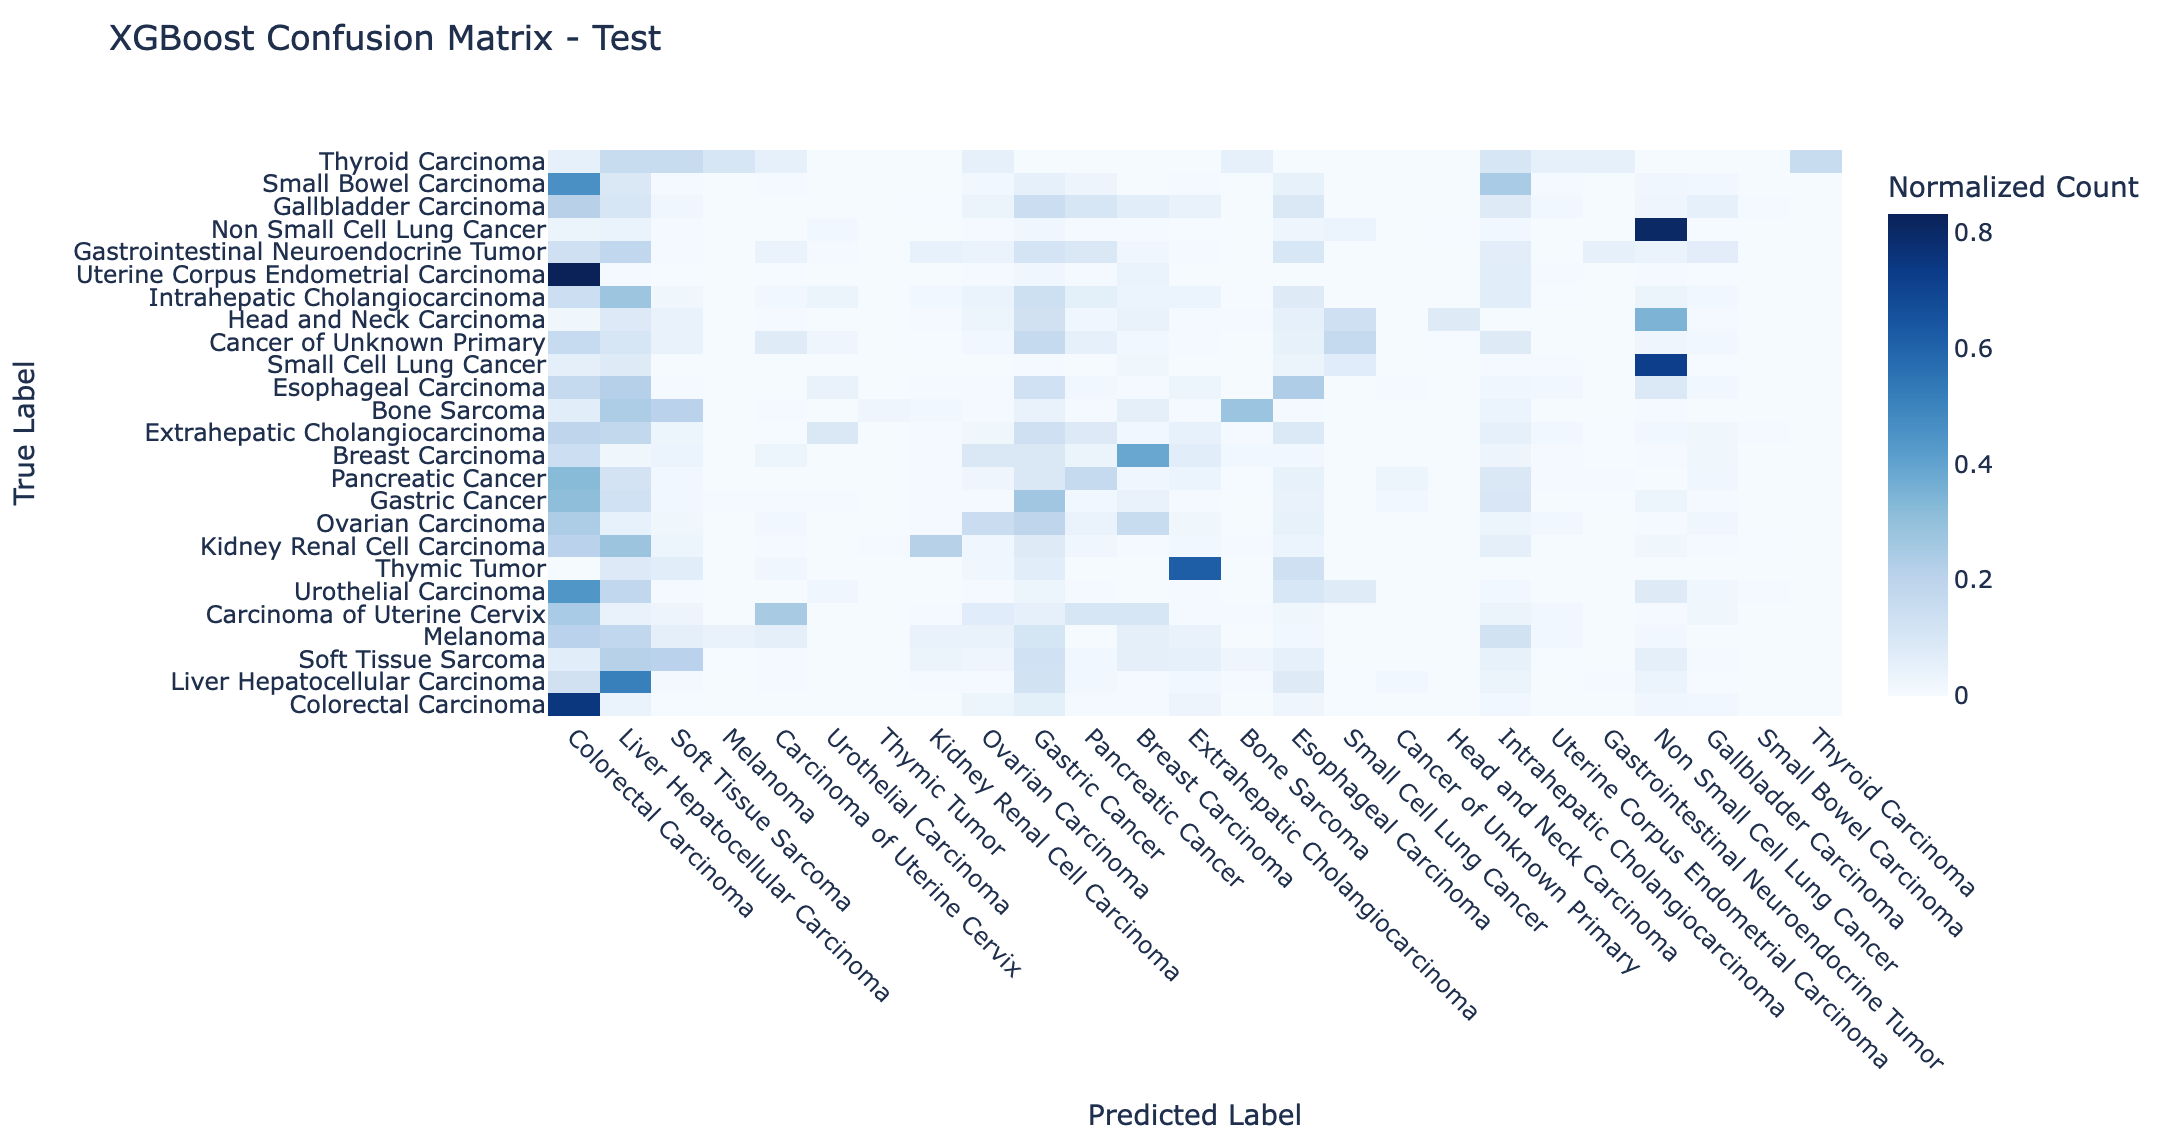 XGBoost Confusion Matrix - Test
Normalized Count
0.8
0.6
0.4
0.2
0
True Label
Thyroid Carcinoma
Small Bowel Carcinoma
Gallbladder Carcinoma
Non Small Cell Lung Cancer
Gastrointestinal Neuroendocrine Tumor
Uterine Corpus Endometrial Carcinoma
Intrahepatic Cholangiocarcinoma
Head and Neck Carcinoma
Cancer of Unknown Primary
Small Cell Lung Cancer
Esophageal Carcinoma
Bone Sarcoma
Extrahepatic Cholangiocarcinoma
Breast Carcinoma
Pancreatic Cancer
Gastric Cancer
Ovarian Carcinoma
Kidney Renal Cell Carcinoma
Thymic Tumor
Urothelial Carcinoma
Carcinoma of Uterine Cervix
Melanoma
Soft Tissue Sarcoma
Liver Hepatocellular Carcinoma
Colorectal Carcinoma
Colorectal Carcinoma
Liver Hepatocellular Carcinoma
Soft Tissue Sarcoma
Melanoma
Carcinoma of Uterine Cervix
Urothelial Carcinoma
Thymic Tumor
Kidney Renal Cell Carcinoma
Ovarian Carcinoma
Gastric Cancer
Pancreatic Cancer
Breast Carcinoma
Extrahepatic Cholangiocarcinoma
Bone Sarcoma
Esophageal Carcinoma
Small Cell Lung Cancer
Cancer of Unknown Primary
Head and Neck Carcinoma
Intrahepatic Cholangiocarcinoma
Uterine Corpus Endometrial Carcinoma
Gastrointestinal Neuroendocrine Tumor
Non Small Cell Lung Cancer
Gallbladder Carcinoma
Small Bowel Carcinoma
Thyroid Carcinoma
Predicted Label